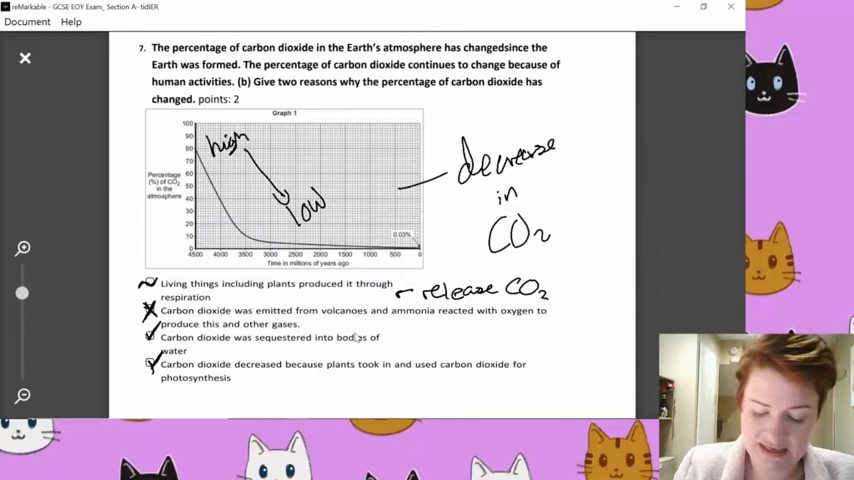 reMarkable - GCSE EOY Exam_ Section A- tidIER
Document Help
7. The percentage of carbon dioxide in the Earth's atmosphere has changedsince the
Earth was formed. The percentage of carbon dioxide continues to change because of
human activities. (b) Give two reasons why the percentage of carbon dioxide has
changed. points: 2
Graph 1
100
90
80
70
60
50
40
30
20
10
0
Percentage
(%) of CO2
in the
atmosphere
high
low
0.03%
4500 4000 3500 3000 2500 2000 1500 1000 500 0
Time in millions of years ago
decrease
in
CO2
Living things including plants produced it through
respiration
release CO2
Carbon dioxide was emitted from volcanoes and ammonia reacted with oxygen to
produce this and other gases.
Carbon dioxide was sequestered into bodies of
water
Carbon dioxide decreased because plants took in and used carbon dioxide for
photosynthesis